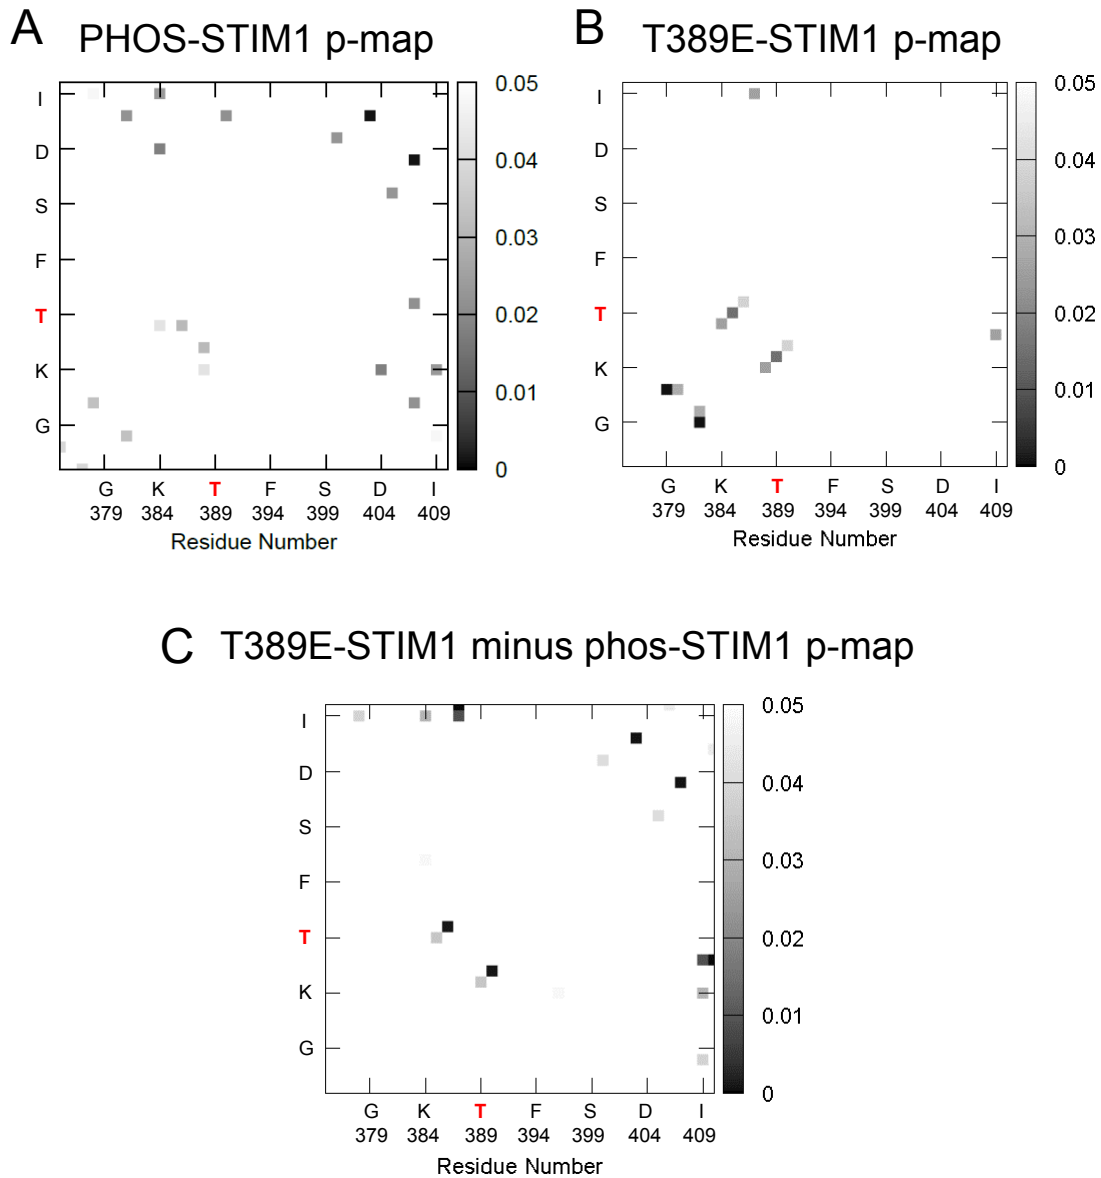 A PHOS-STIM1 p-map
I
D
S
F
T
K
G
0.05
0.04
0.03
0.02
0.01
0
G K T F S D I
379 384 389 394 399 404 409
Residue Number
B T389E-STIM1 p-map
I
D
S
F
T
K
G
0.05
0.04
0.03
0.02
0.01
0
G K T F S D I
379 384 389 394 399 404 409
Residue Number
C T389E-STIM1 minus phos-STIM1 p-map
I
D
S
F
T
K
G
0.05
0.04
0.03
0.02
0.01
0
G K T F S D I
379 384 389 394 399 404 409
Residue Number